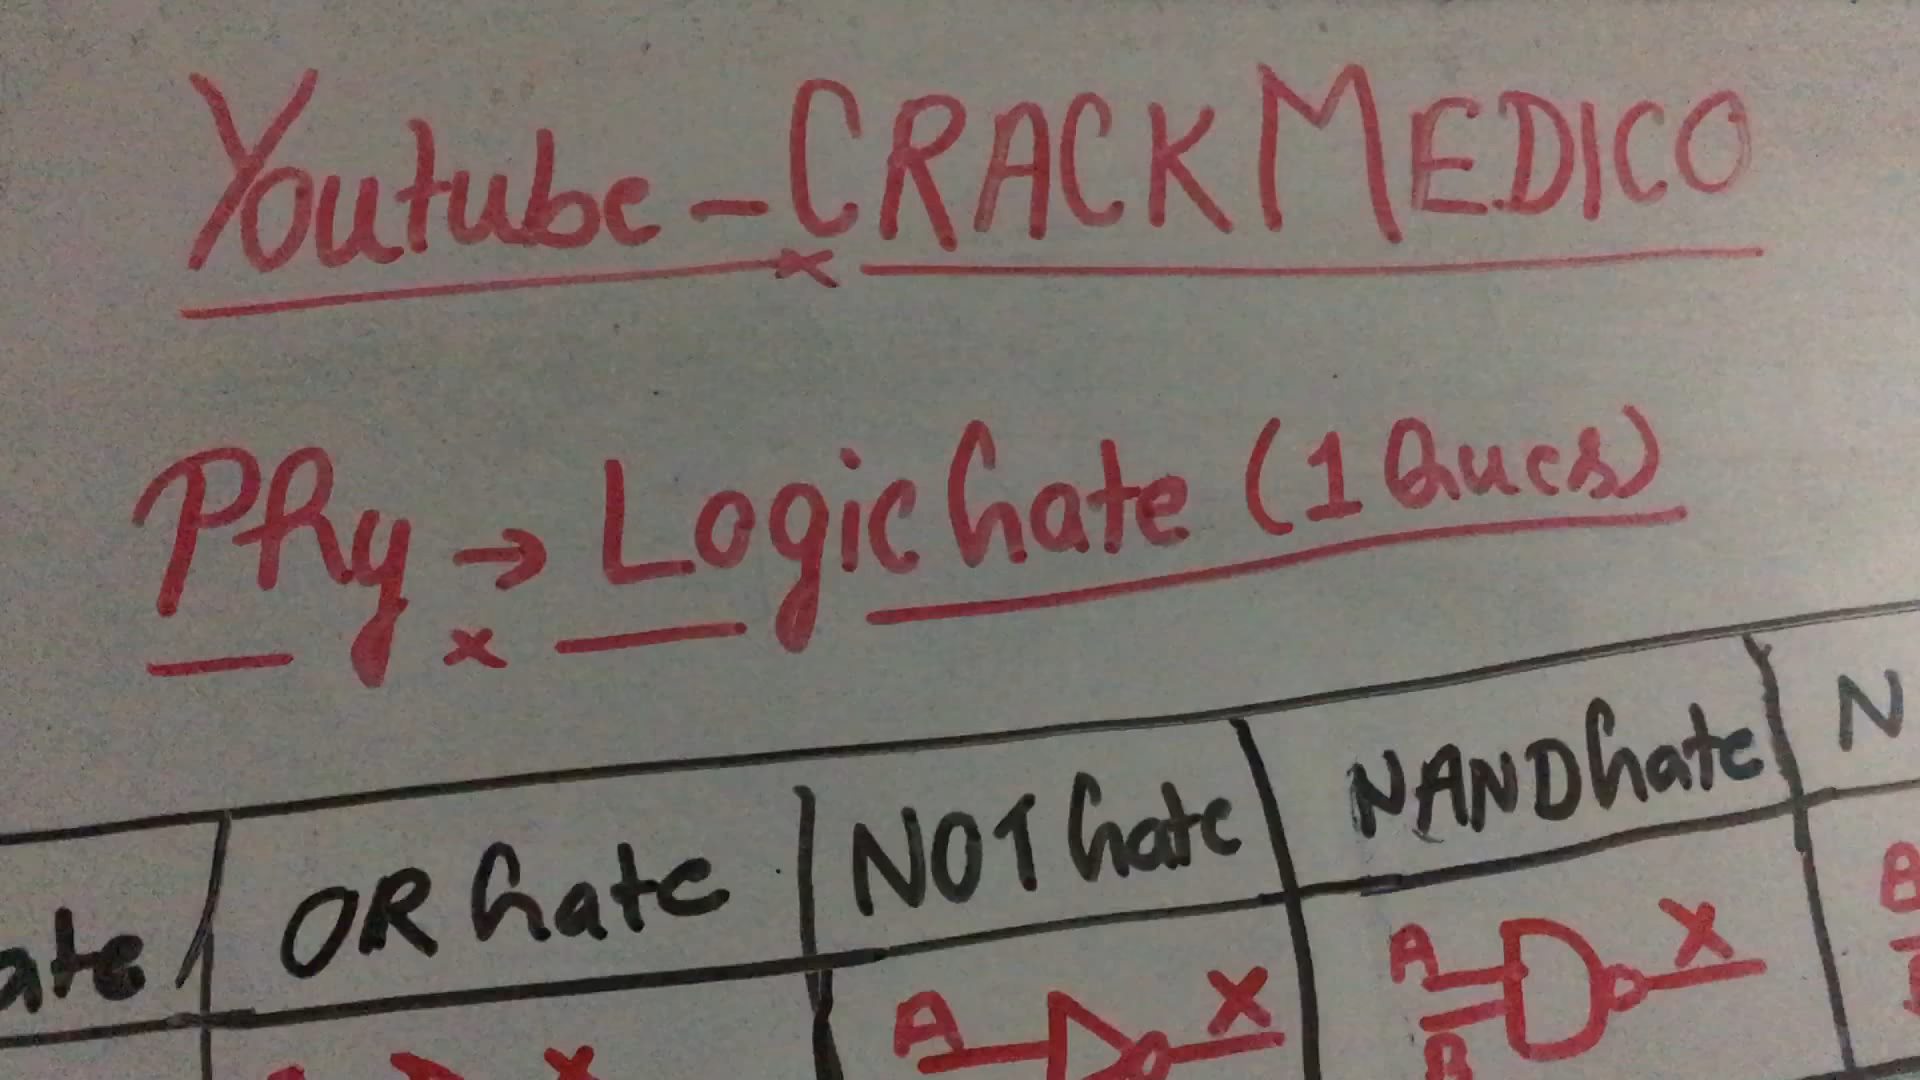 Youtube - CRACK MEDICO
Phy → Logic Gate (1 Ques)
ate OR Gate NOT Gate NAND Gate N
A X A X B
X B